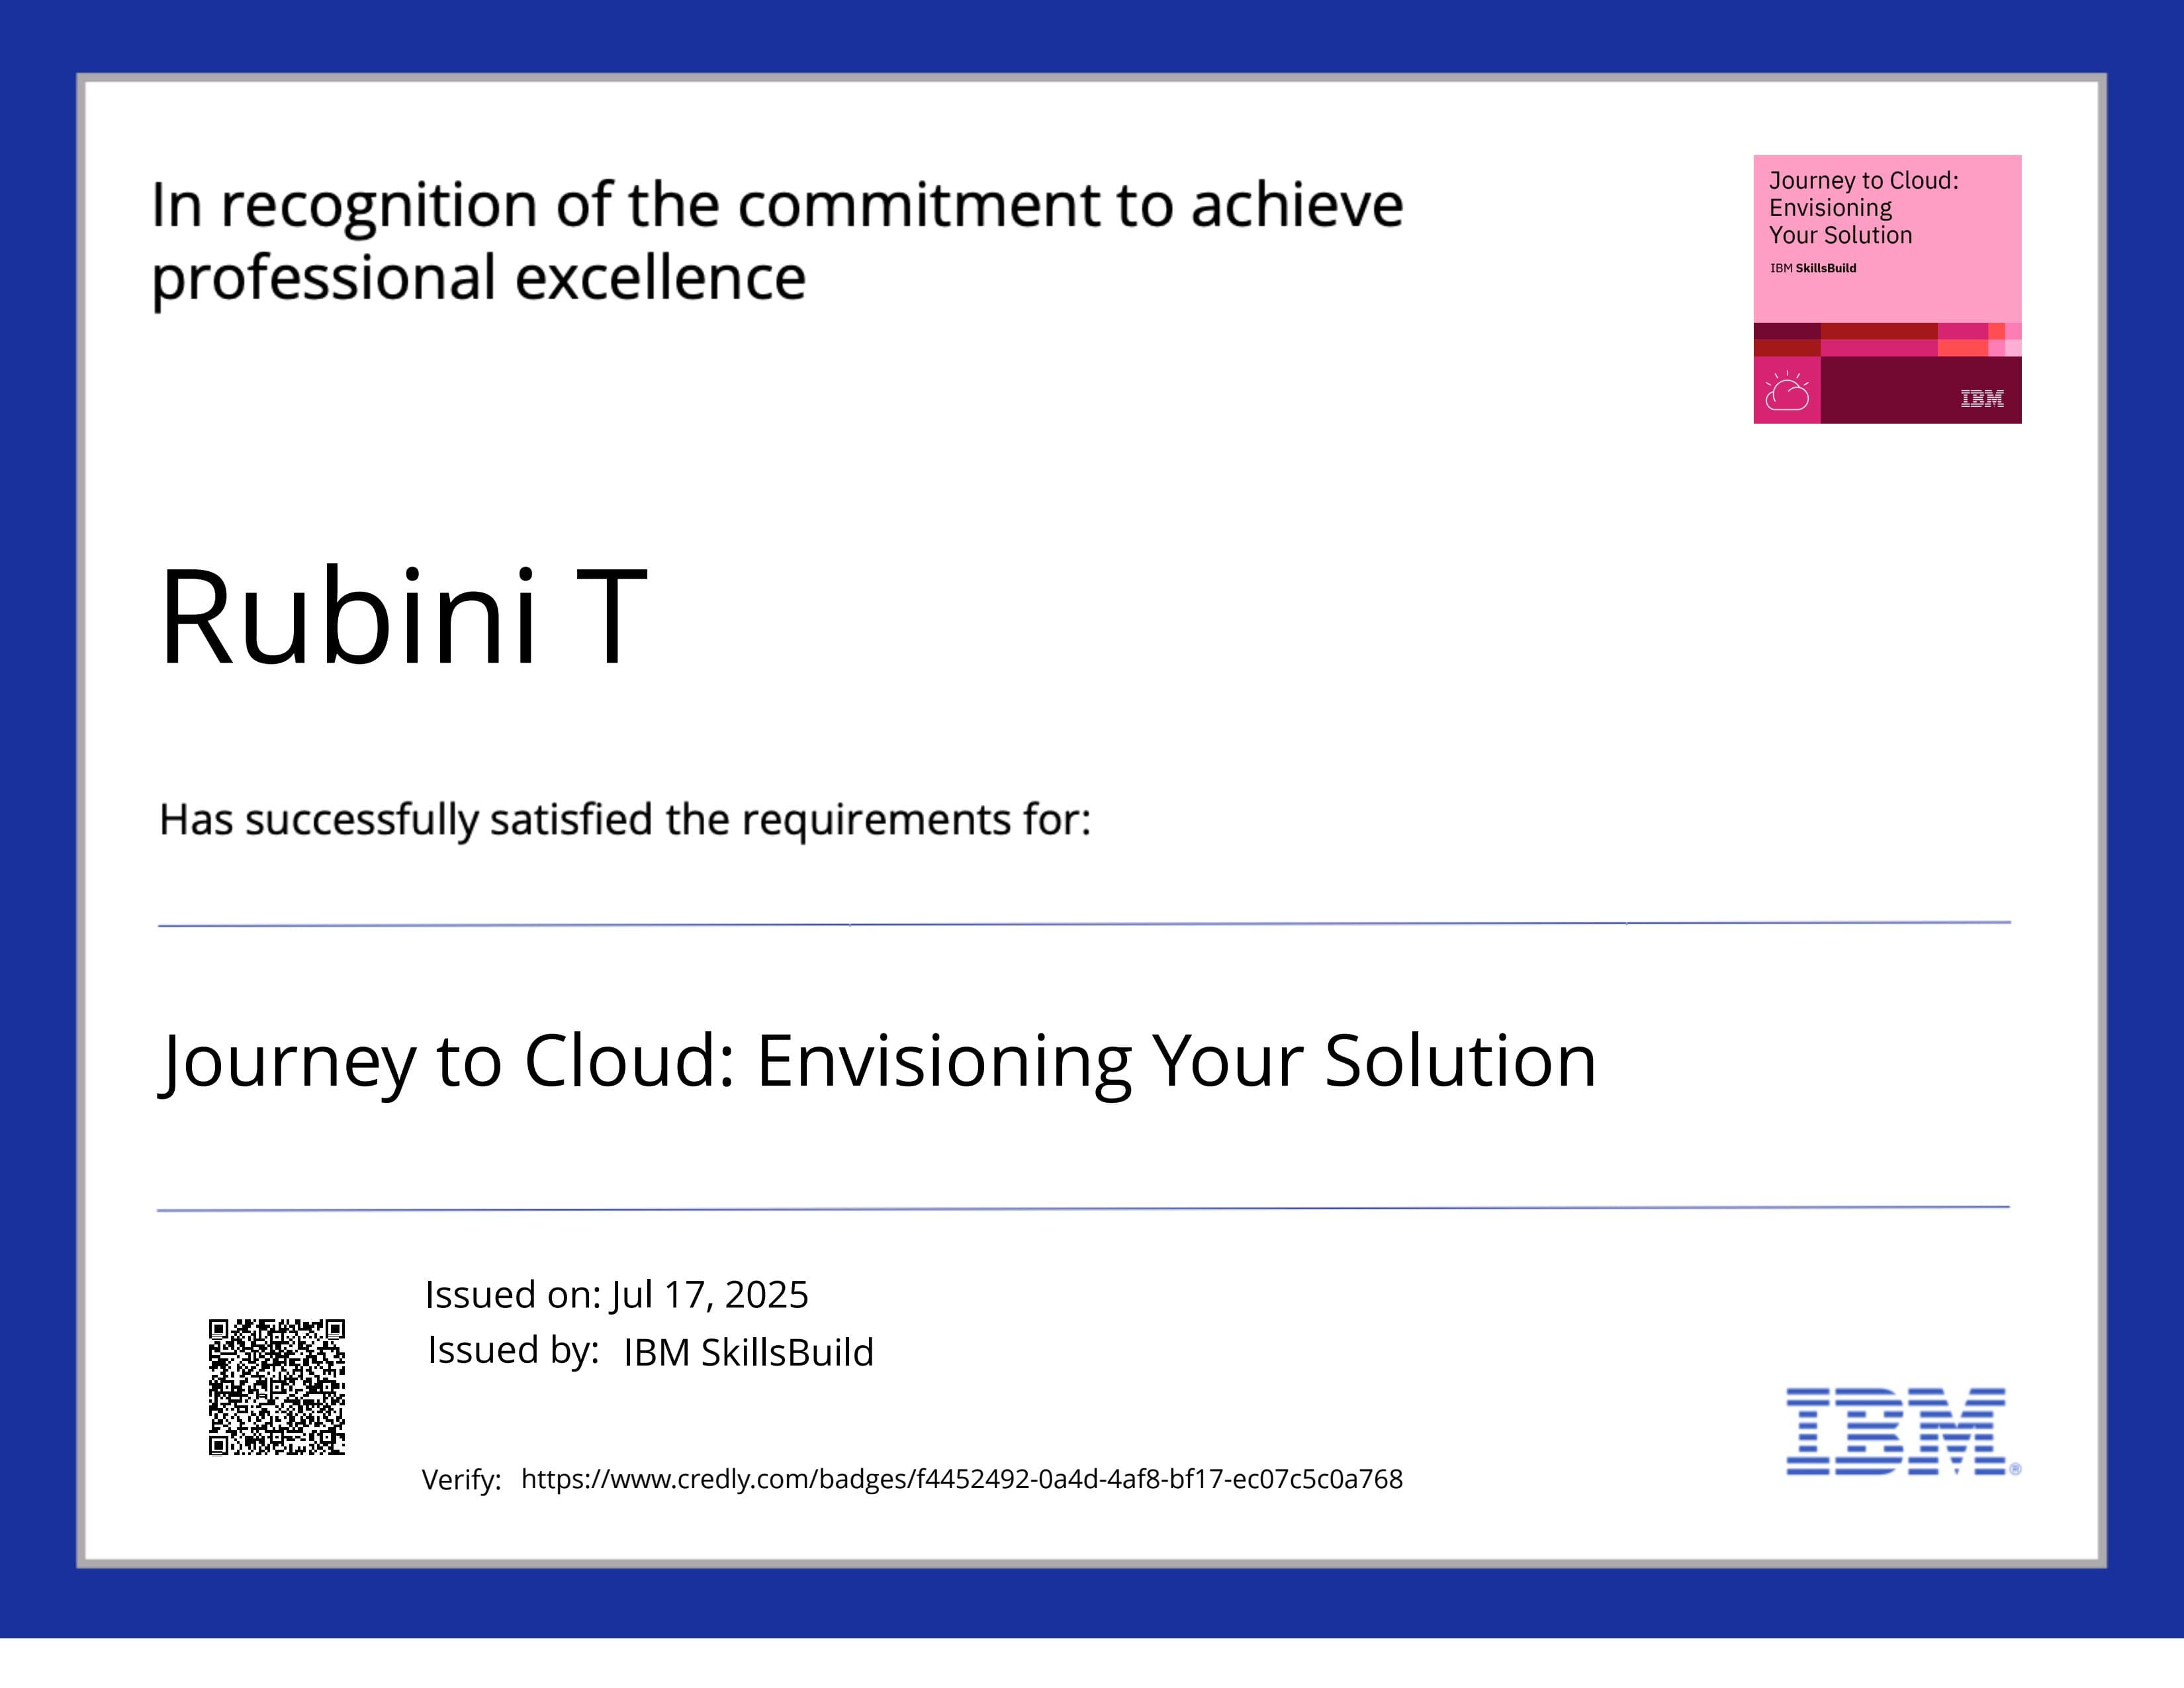 In recognition of the commitment to achieve
professional excellence
Journey to Cloud:
Envisioning
Your Solution
IBM SkillsBuild
IBM
Rubini T
Has successfully satisfied the requirements for:
Journey to Cloud: Envisioning Your Solution
Issued on: Jul 17, 2025
Issued by: IBM SkillsBuild
Verify: https://www.credly.com/badges/f4452492-0a4d-4af8-bf17-ec07c5c0a768
IBM®